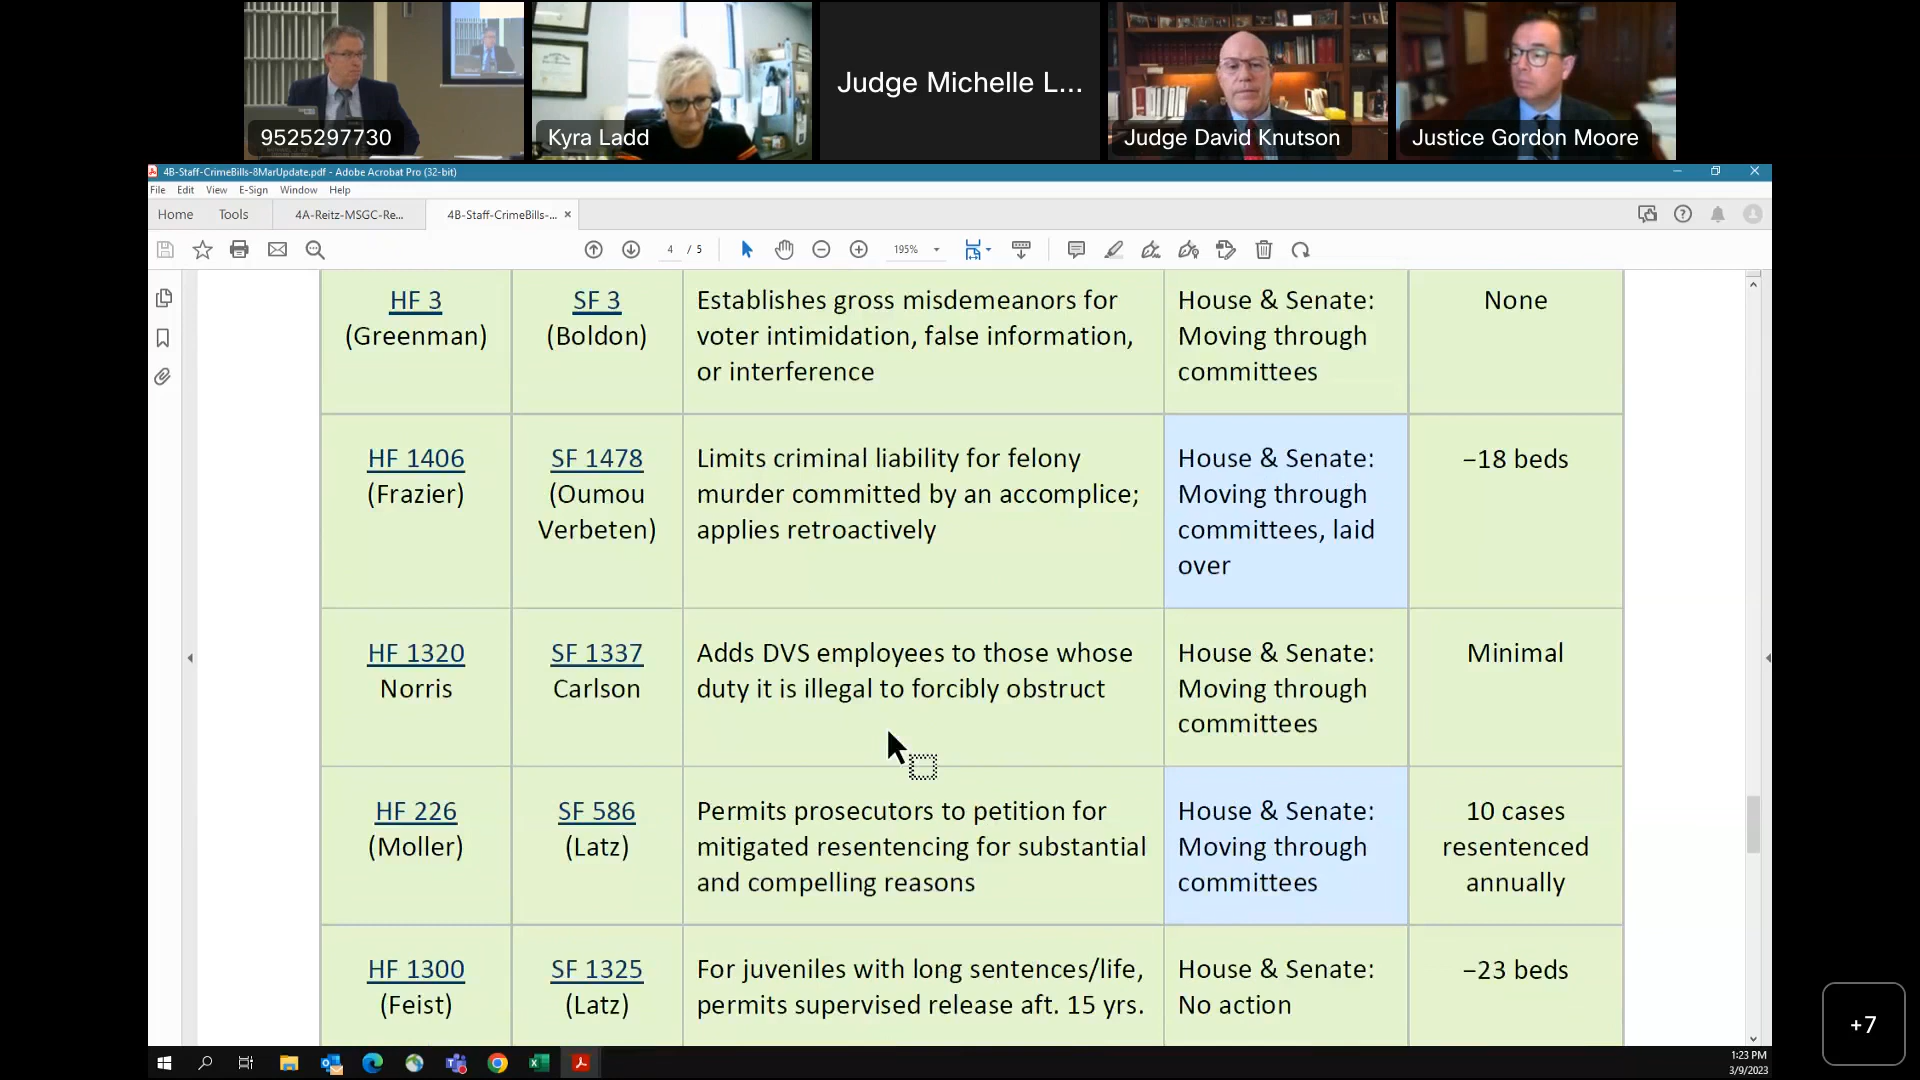 9525297730
Kyra Ladd
Judge Michelle L...
Judge David Knutson
Justice Gordon Moore
4B-Staff-CrimeBills-8MarUpdate.pdf - Adobe Acrobat Pro (32-bit)
File Edit View E-Sign Window Help
Home Tools 4A-Reitz-MSGC-Re... 4B-Staff-CrimeBills-... ×
4 / 5 195%
HF 3
(Greenman)
SF 3
(Boldon)
Establishes gross misdemeanors for
voter intimidation, false information,
or interference
House & Senate:
Moving through
committees
None
HF 1406
(Frazier)
SF 1478
(Oumou
Verbeten)
Limits criminal liability for felony
murder committed by an accomplice;
applies retroactively
House & Senate:
Moving through
committees, laid
over
−18 beds
HF 1320
Norris
SF 1337
Carlson
Adds DVS employees to those whose
duty it is illegal to forcibly obstruct
House & Senate:
Moving through
committees
Minimal
HF 226
(Moller)
SF 586
(Latz)
Permits prosecutors to petition for
mitigated resentencing for substantial
and compelling reasons
House & Senate:
Moving through
committees
10 cases
resentenced
annually
HF 1300
(Feist)
SF 1325
(Latz)
For juveniles with long sentences/life,
permits supervised release aft. 15 yrs.
House & Senate:
No action
−23 beds
+7
1:23 PM
3/9/2023